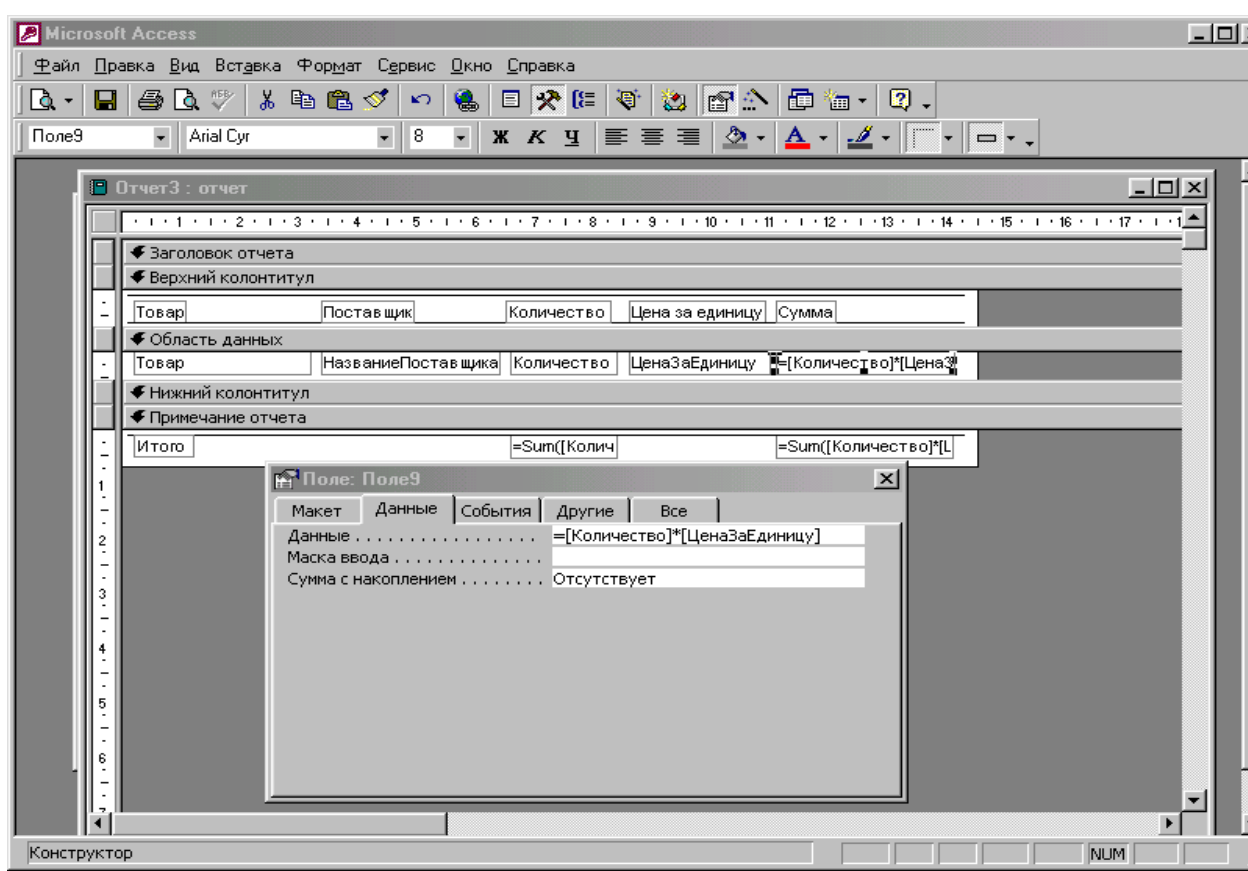 Microsoft Access
Файл Правка Вид Вставка Формат Сервис Окно Справка
Поле9 Arial Cyr 8 Ж К Ч
Отчет3 : отчет
1 2 3 4 5 6 7 8 9 10 11 12 13 14 15 16 17 1
Заголовок отчета
Верхний колонтитул
Товар Поставщик Количество Цена за единицу Сумма
Область данных
Товар НазваниеПоставщика Количество ЦенаЗаЕдиницу =[Количество]*[ЦенаЗ
Нижний колонтитул
Примечание отчета
Итого =Sum([Колич =Sum([Количество]*[Ц
Поле: Поле9
Макет Данные События Другие Все
Данные . . . . . . . . . . . . . . . . . . =[Количество]*[ЦенаЗаЕдиницу]
Маска ввода . . . . . . . . . . . . . . .
Сумма с накоплением . . . . . . . . Отсутствует
1
2
3
4
5
6
7
Конструктор NUM